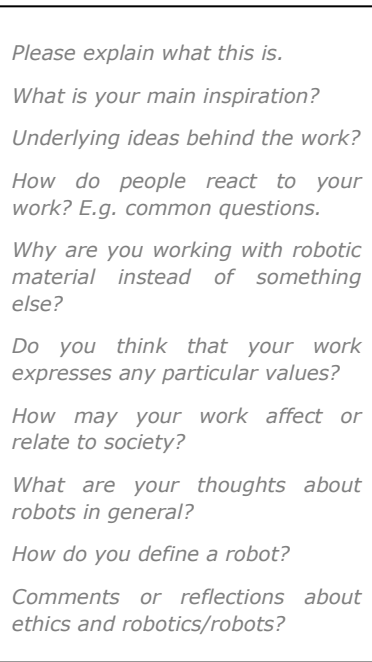 Please explain what this is.
What is your main inspiration?
Underlying ideas behind the work?
How do people react to your
work? E.g. common questions.
Why are you working with robotic
material instead of something
else?
Do you think that your work
expresses any particular values?
How may your work affect or
relate to society?
What are your thoughts about
robots in general?
How do you define a robot?
Comments or reflections about
ethics and robotics/robots?